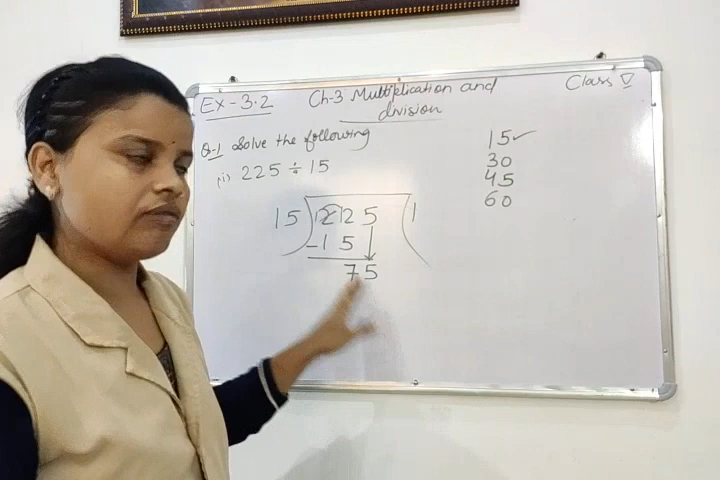 Ex-3.2 Ch-3 Multiplication and division Class V
Q-1 Solve the following
(i) 225 ÷ 15
15
30
45
60
15)225(1
-15
75